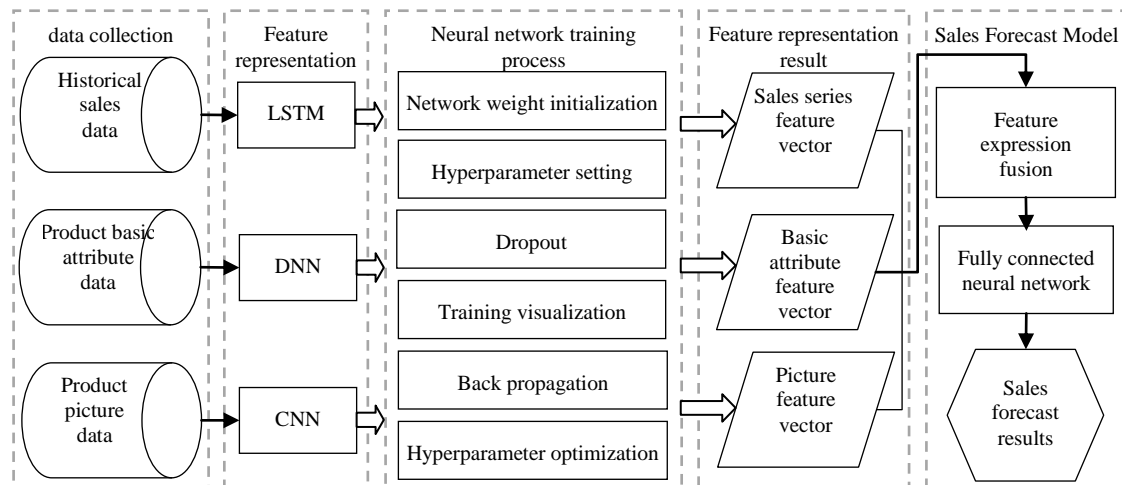 data collection
Historical
sales
data
Product basic
attribute
data
Product
picture
data
Feature
representation
LSTM
DNN
CNN
Neural network training
process
Network weight initialization
Hyperparameter setting
Dropout
Training visualization
Back propagation
Hyperparameter optimization
Feature representation
result
Sales series
feature
vector
Basic
attribute
feature
vector
Picture
feature
vector
Sales Forecast Model
Feature
expression
fusion
Fully connected
neural network
Sales
forecast
results